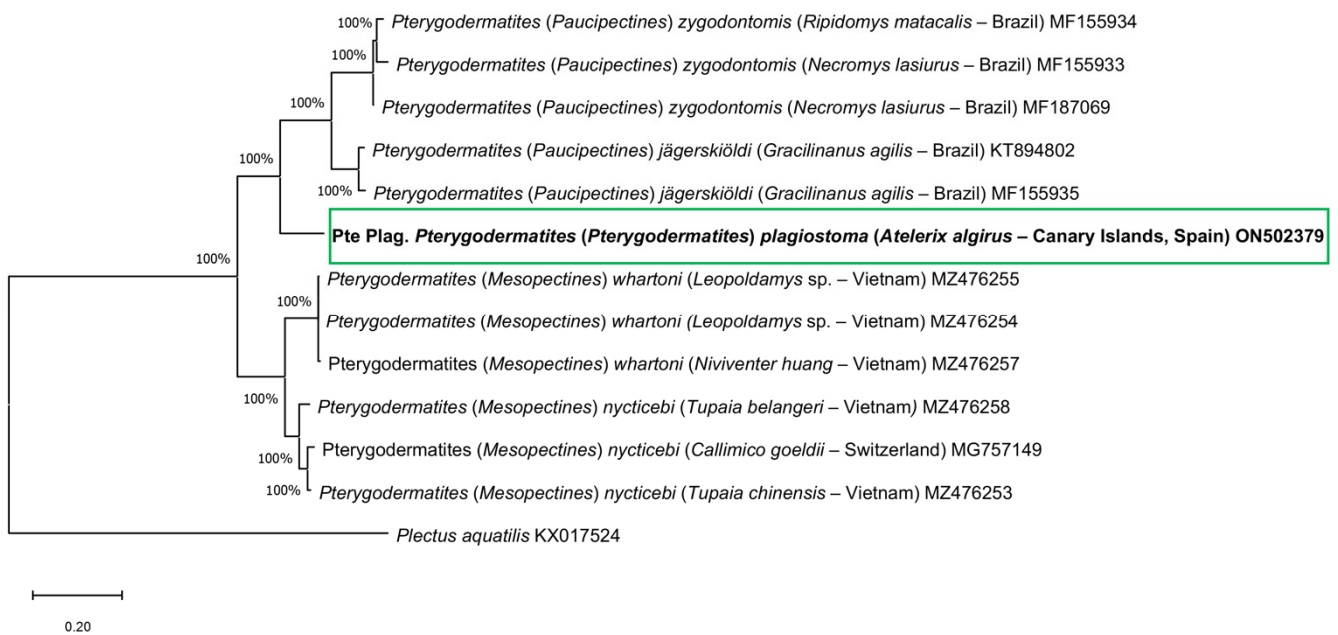 100%
Pterygodermatites (Paucipectines) zygodontomis (Ripidomys matacalis – Brazil) MF155934
100%
Pterygodermatites (Paucipectines) zygodontomis (Necromys lasiurus – Brazil) MF155933
100%
Pterygodermatites (Paucipectines) zygodontomis (Necromys lasiurus – Brazil) MF187069
100%
Pterygodermatites (Paucipectines) jägerskiöldi (Gracilinanus agilis – Brazil) KT894802
100%
100%
Pterygodermatites (Paucipectines) jägerskiöldi (Gracilinanus agilis – Brazil) MF155935
Pte Plag. Pterygodermatites (Pterygodermatites) plagiostoma (Atelerix algirus – Canary Islands, Spain) ON502379
100%
Pterygodermatites (Mesopectines) whartoni (Leopoldamys sp. – Vietnam) MZ476255
100%
Pterygodermatites (Mesopectines) whartoni (Leopoldamys sp. – Vietnam) MZ476254
Pterygodermatites (Mesopectines) whartoni (Niviventer huang – Vietnam) MZ476257
100%
Pterygodermatites (Mesopectines) nycticebi (Tupaia belangeri – Vietnam) MZ476258
Pterygodermatites (Mesopectines) nycticebi (Callimico goeldii – Switzerland) MG757149
100%
100%
Pterygodermatites (Mesopectines) nycticebi (Tupaia chinensis – Vietnam) MZ476253
Plectus aquatilis KX017524
0.20